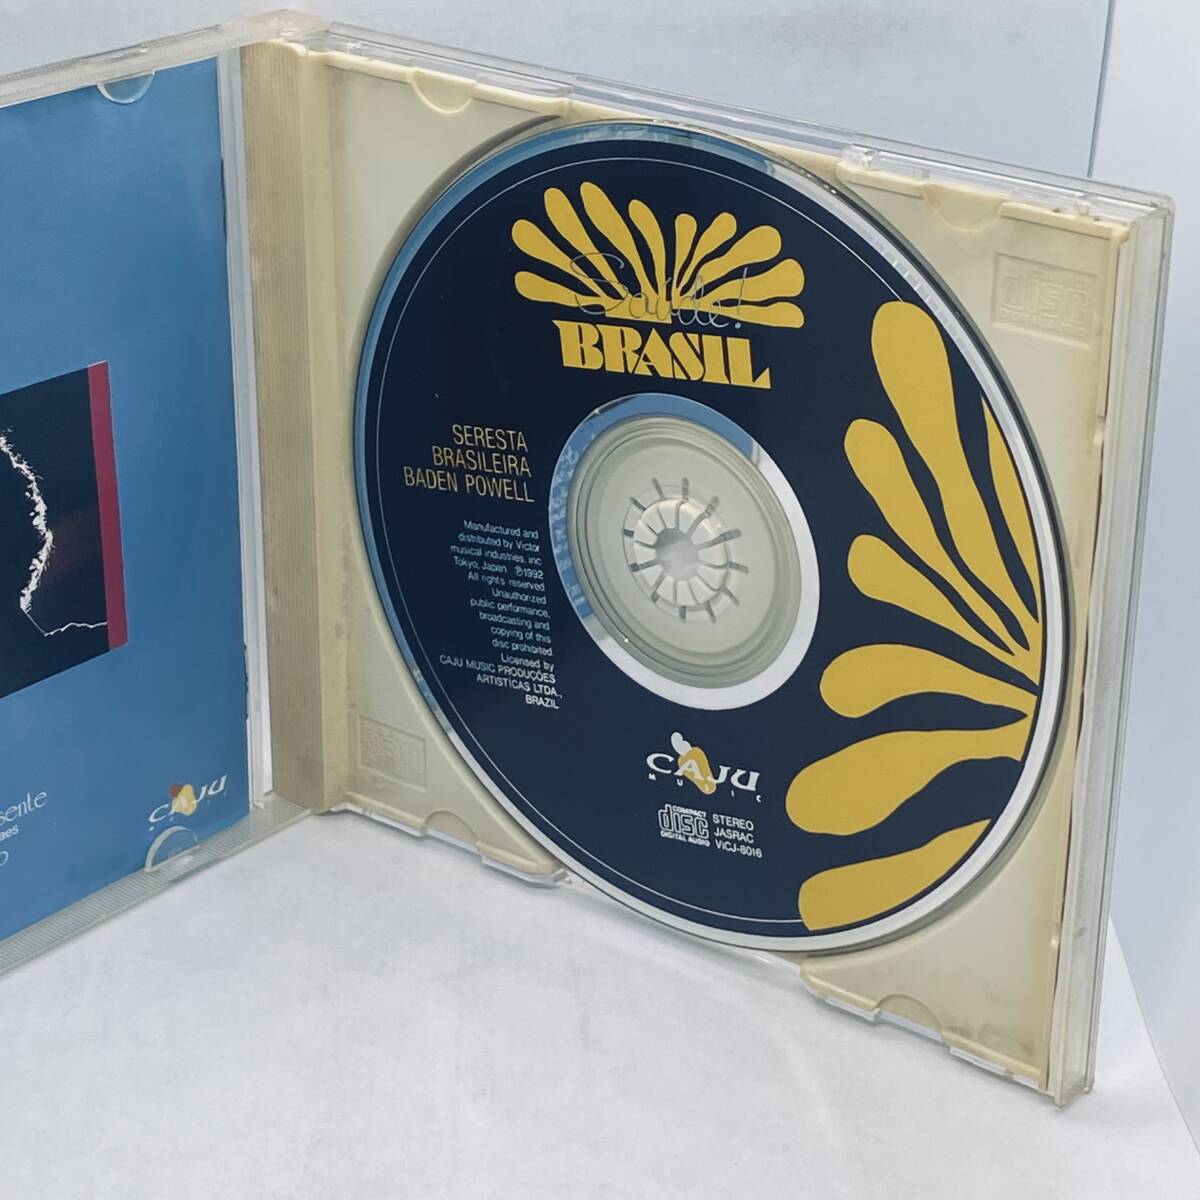 Saúde!
BRASIL
SERESTA
BRASILEIRA
BADEN POWELL
Manufactured and
distributed by Victor
musical industries, inc
Tokyo, Japan ℗1992
All rights reserved
Unauthorized
public performance,
broadcasting and
copying of this
disc prohibited.
Licensed by
CAJU MUSIC PRODUÇÕES
ARTISTICAS LTDA.,
BRAZIL
CAJU
MUSIC
COMPACT
disc
DIGITAL AUDIO
STEREO
JASRAC
VICJ-8016
CAJU
disc